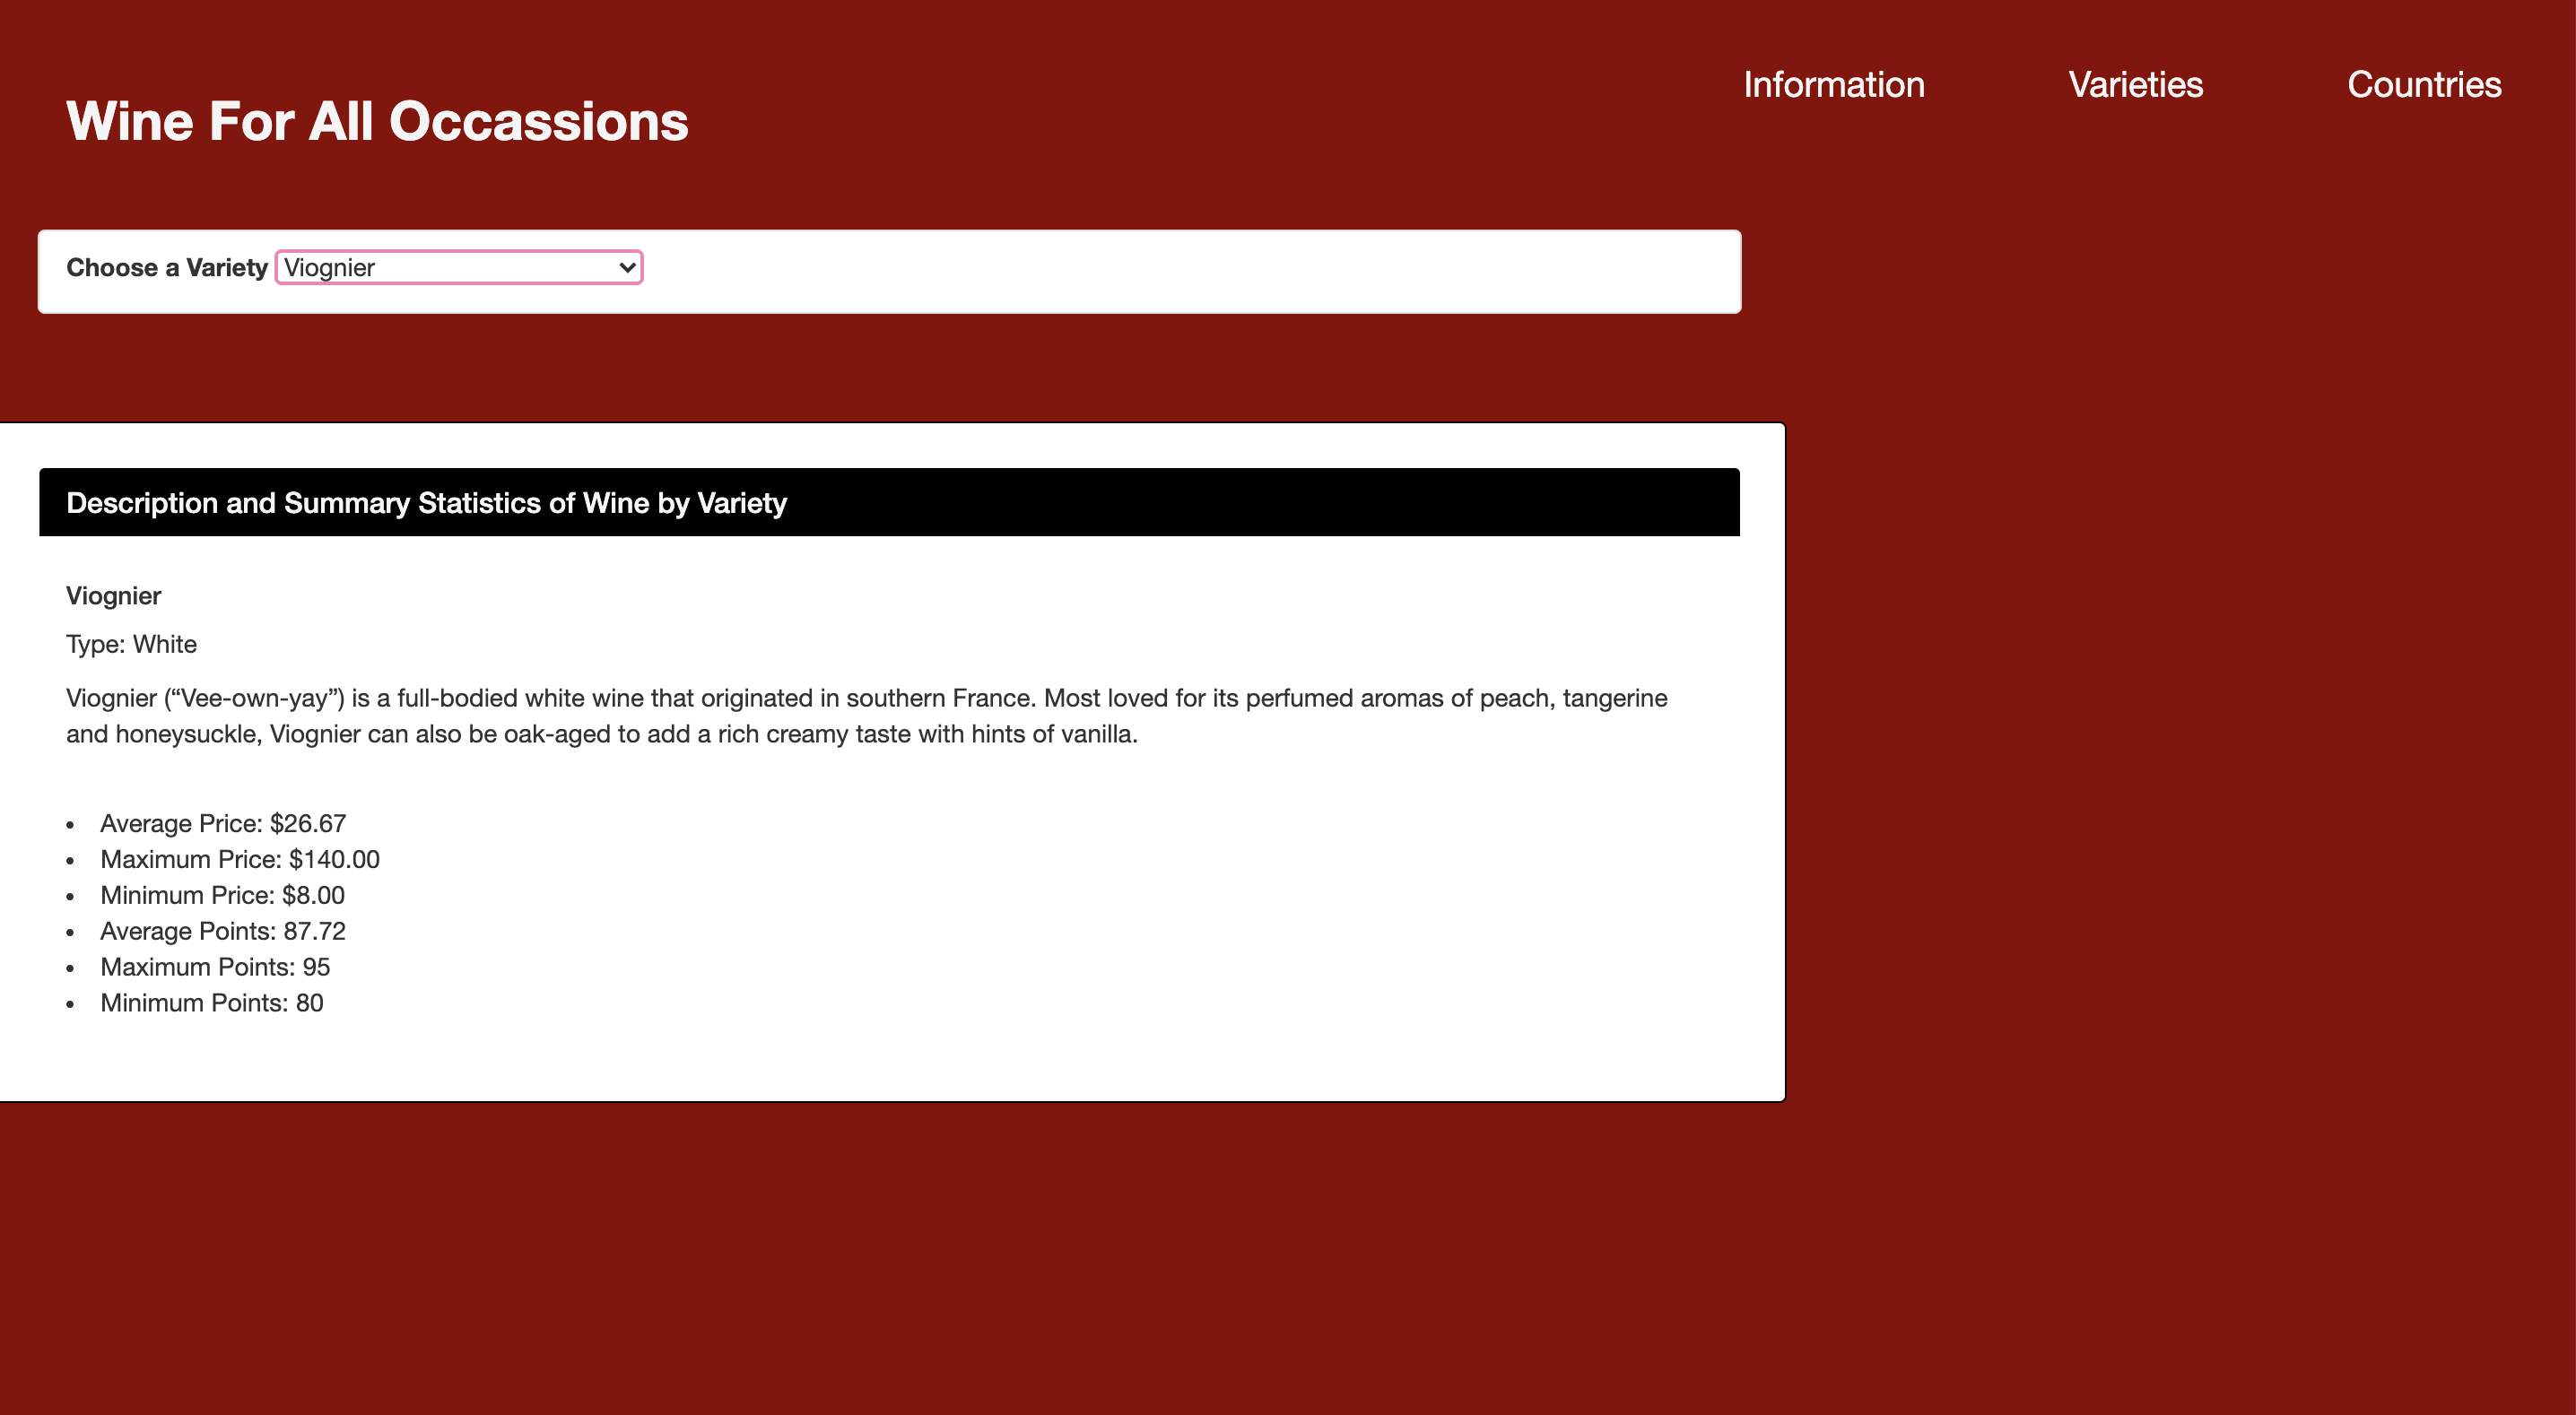 Information
Varieties
Countries
Wine For All Occassions
Choose a Variety Viognier
Description and Summary Statistics of Wine by Variety
Viognier
Type: White
Viognier (“Vee-own-yay”) is a full-bodied white wine that originated in southern France. Most loved for its perfumed aromas of peach, tangerine
and honeysuckle, Viognier can also be oak-aged to add a rich creamy taste with hints of vanilla.
• Average Price: $26.67
• Maximum Price: $140.00
• Minimum Price: $8.00
• Average Points: 87.72
• Maximum Points: 95
• Minimum Points: 80